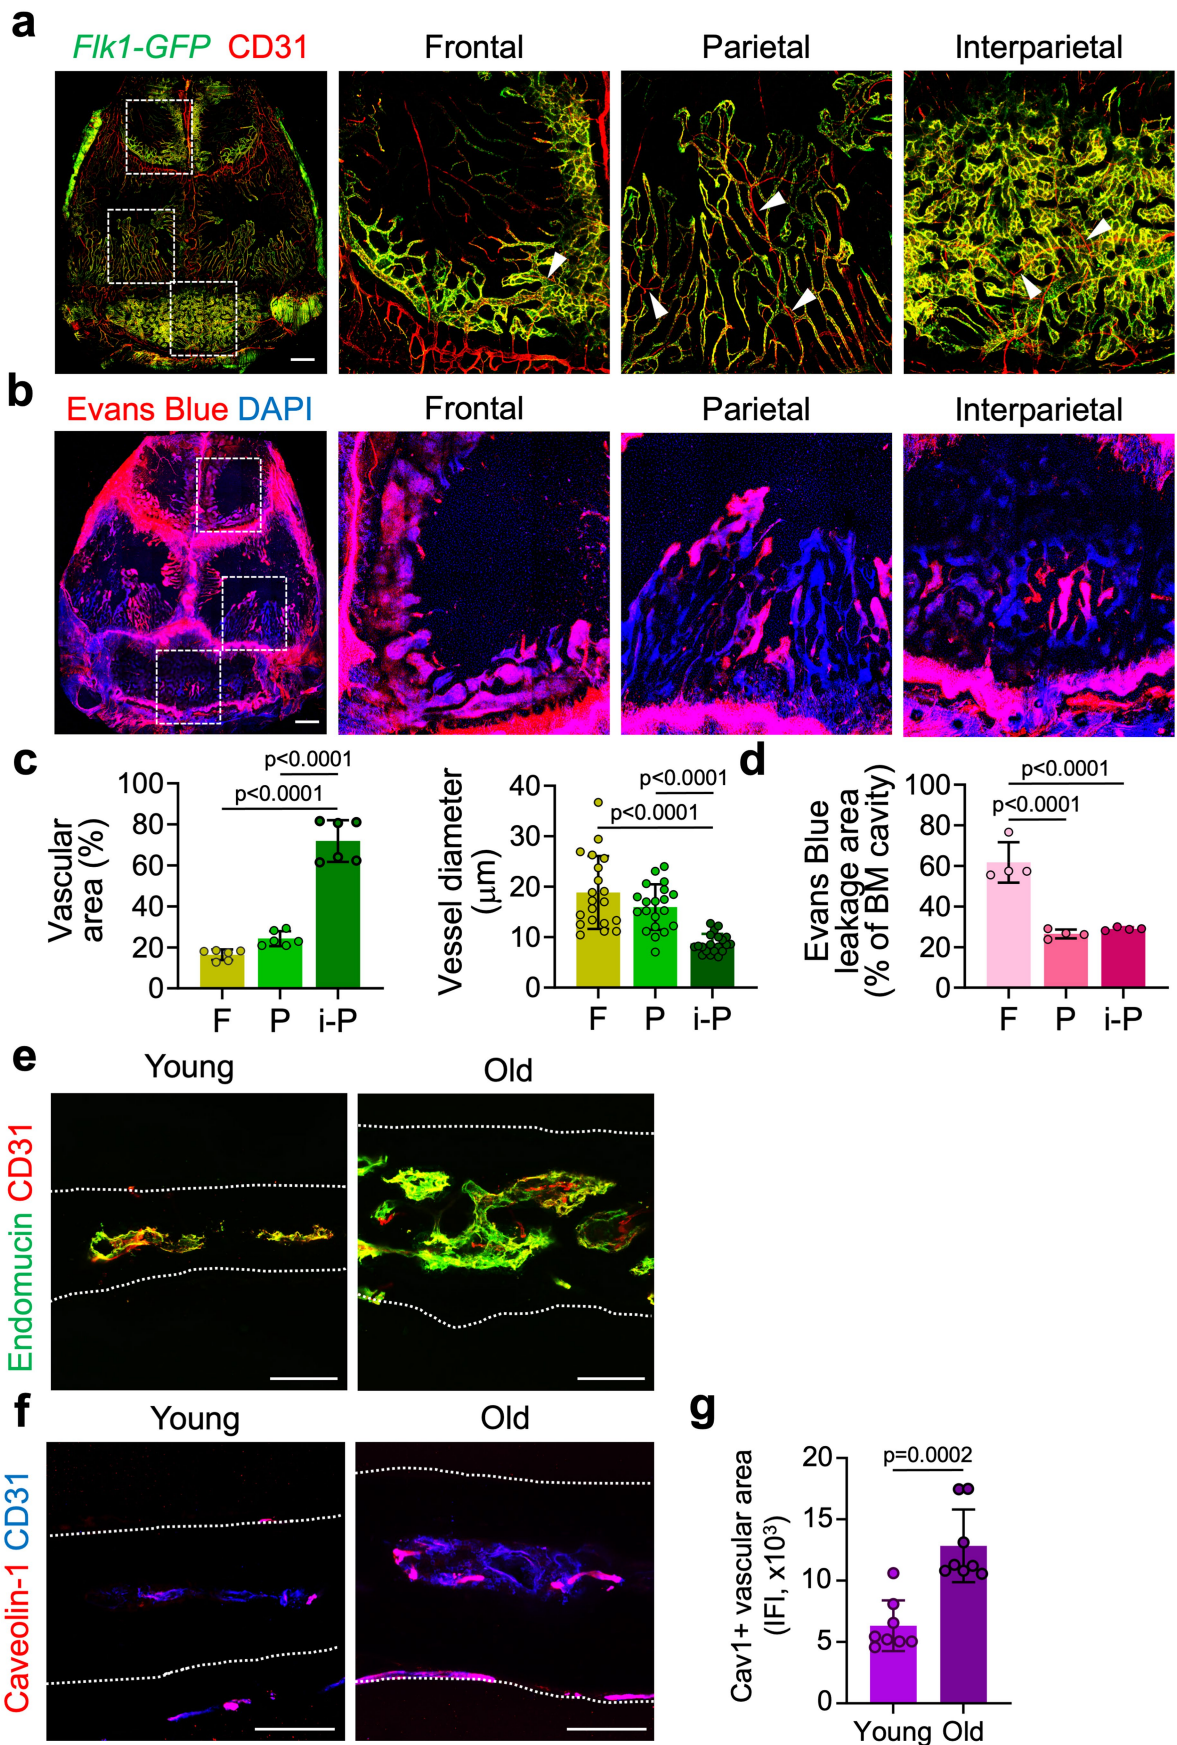 a
Flk1-GFP CD31
Frontal
Parietal
Interparietal
b
Evans Blue DAPI
Frontal
Parietal
Interparietal
c
Vascular
area (%)
100
80
60
40
20
0
p<0.0001
p<0.0001
F
P
i-P
Vessel diameter
(μm)
40
30
20
10
0
p<0.0001
p<0.0001
F
P
i-P
d
Evans Blue
leakage area
(% of BM cavity)
100
80
60
40
20
0
p<0.0001
p<0.0001
F
P
i-P
e
Young
Old
Endomucin CD31
f
Young
Old
Caveolin-1 CD31
g
Cav1+ vascular area
(IFI, x10³)
20
15
10
5
0
p=0.0002
Young
Old